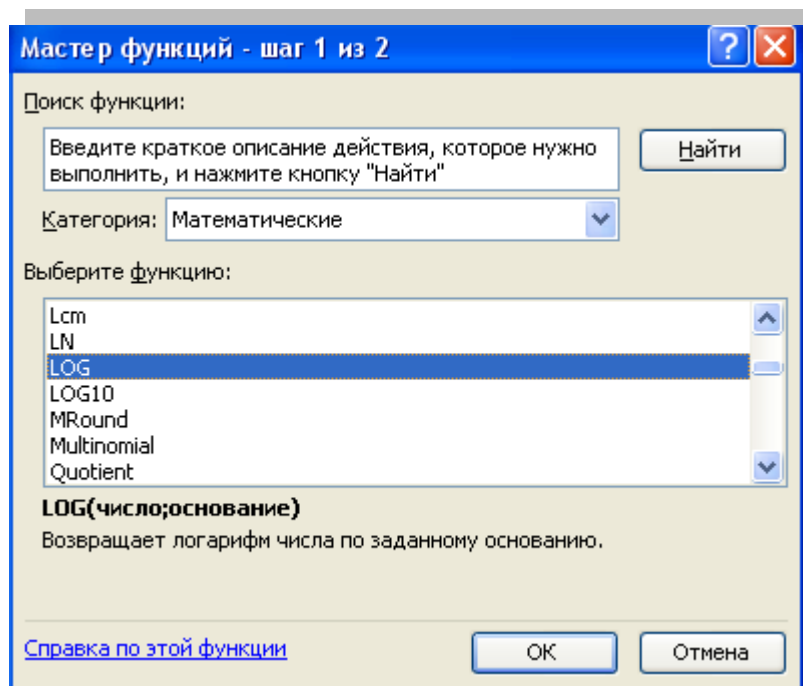 Мастер функций - шаг 1 из 2
Поиск функции:
Введите краткое описание действия, которое нужно
выполнить, и нажмите кнопку "Найти"
Найти
Категория: Математические
Выберите функцию:
Lcm
LN
LOG
LOG10
MRound
Multinomial
Quotient
LOG(число;основание)
Возвращает логарифм числа по заданному основанию.
Справка по этой функции
ОК
Отмена